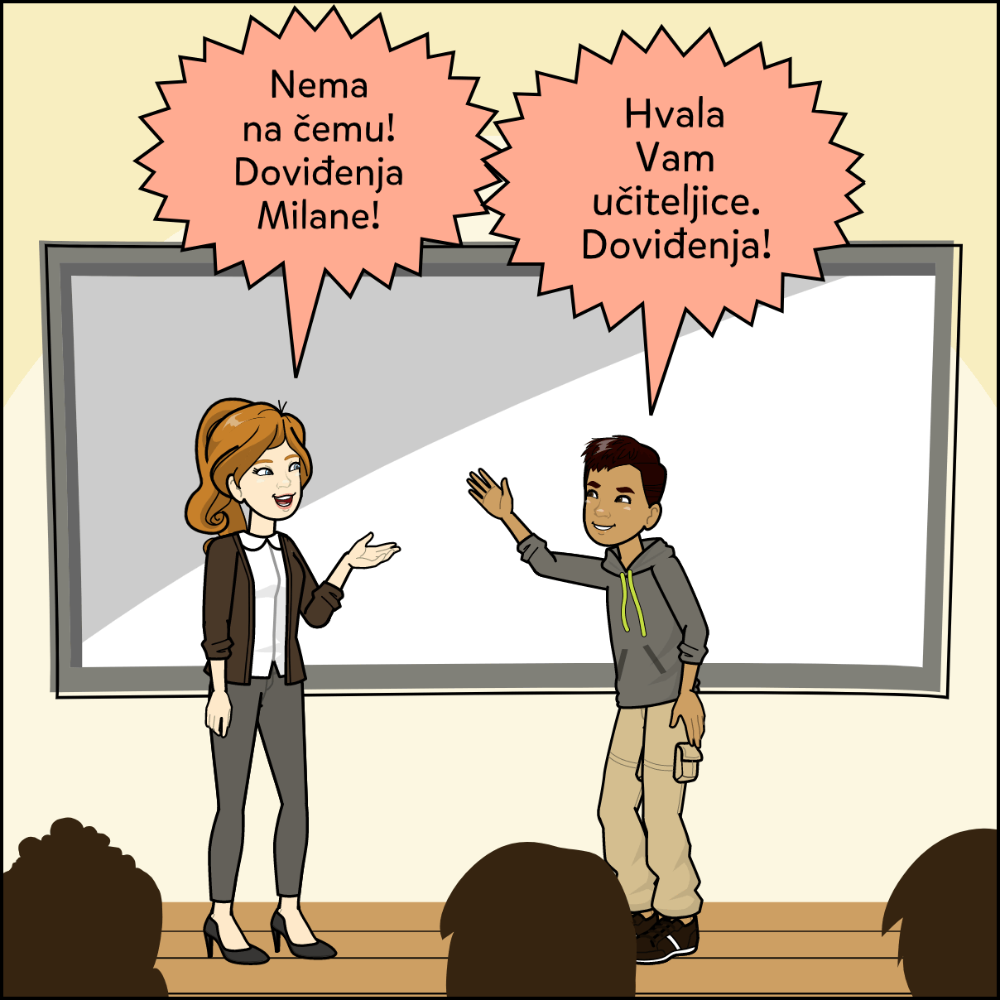 Nema
na čemu!
Doviđenja
Milane!
Hvala
Vam
učiteljice.
Doviđenja!